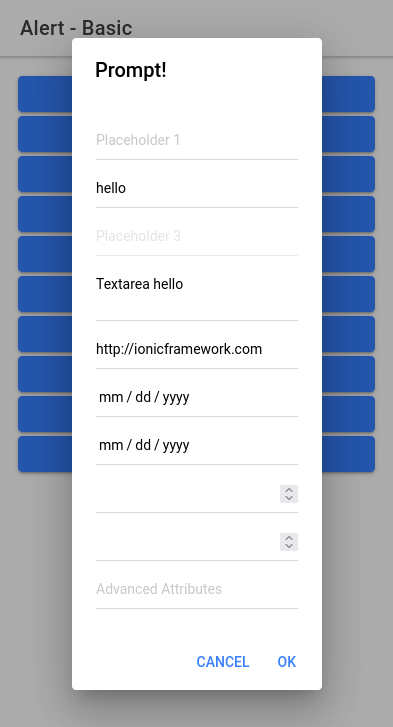 Alert - Basic
Prompt!
Placeholder 1
hello
Placeholder 3
Textarea hello
http://ionicframework.com
mm / dd / yyyy
mm / dd / yyyy
Advanced Attributes
CANCEL OK